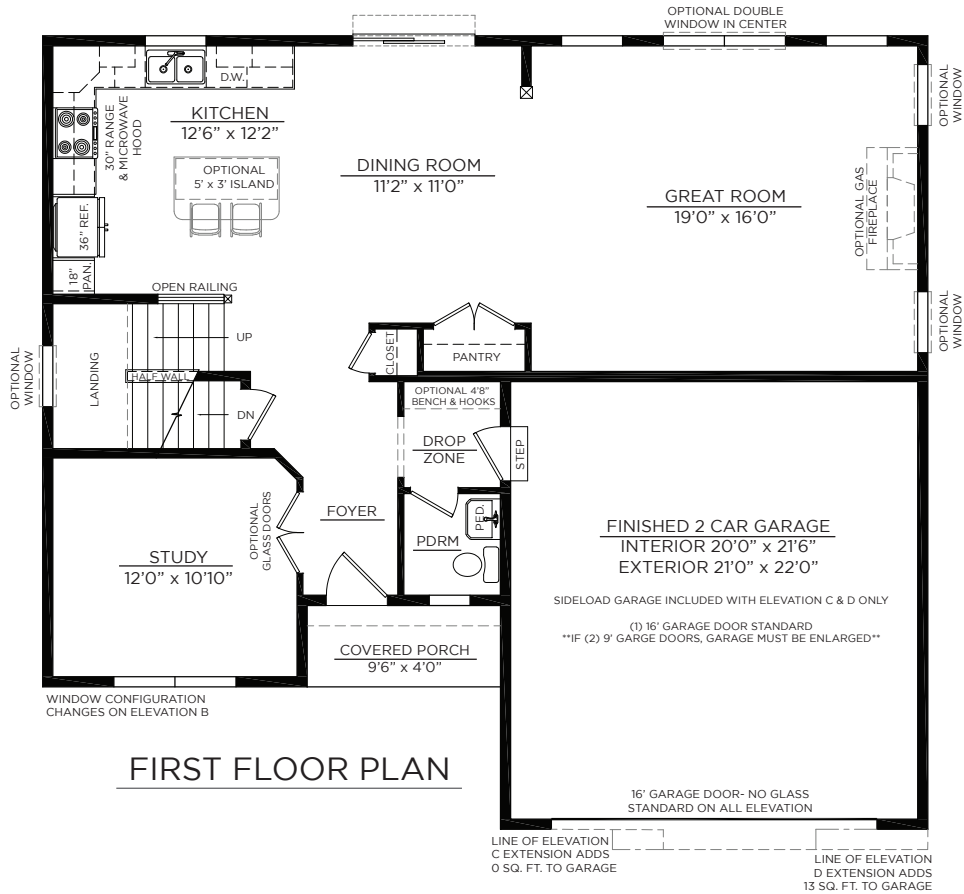 OPTIONAL DOUBLE
WINDOW IN CENTER
D.W.
KITCHEN
12'6" x 12'2"
30" RANGE
& MICROWAVE
HOOD
OPTIONAL
5' x 3' ISLAND
36" REF.
18"
PAN.
DINING ROOM
11'2" x 11'0"
GREAT ROOM
19'0" x 16'0"
OPTIONAL
WINDOW
OPTIONAL GAS
FIREPLACE
OPTIONAL
WINDOW
OPEN RAILING
UP
OPTIONAL
WINDOW
LANDING
HALF WALL
DN
CLOSET
PANTRY
OPTIONAL 4'8"
BENCH & HOOKS
DROP
ZONE
STEP
FOYER
OPTIONAL
GLASS DOORS
PED.
PDRM
STUDY
12'0" x 10'10"
FINISHED 2 CAR GARAGE
INTERIOR 20'0" x 21'6"
EXTERIOR 21'0" x 22'0"
SIDELOAD GARAGE INCLUDED WITH ELEVATION C & D ONLY
(1) 16' GARAGE DOOR STANDARD
**IF (2) 9' GARGE DOORS, GARAGE MUST BE ENLARGED**
COVERED PORCH
9'6" x 4'0"
WINDOW CONFIGURATION
CHANGES ON ELEVATION B
FIRST FLOOR PLAN
16' GARAGE DOOR- NO GLASS
STANDARD ON ALL ELEVATION
LINE OF ELEVATION
C EXTENSION ADDS
0 SQ. FT. TO GARAGE
LINE OF ELEVATION
D EXTENSION ADDS
13 SQ. FT. TO GARAGE